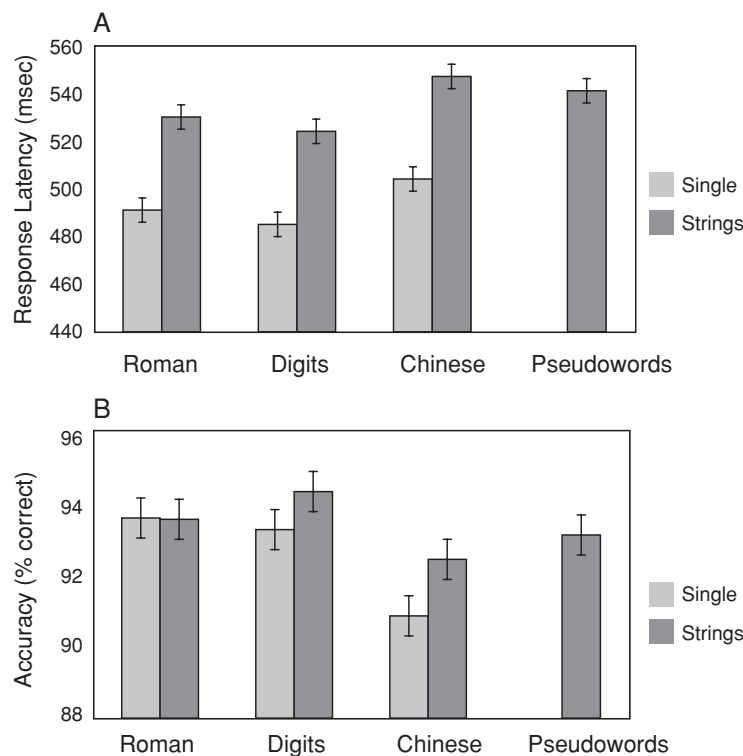 A
Response Latency (msec)
560
540
520
500
480
460
440
Roman Digits Chinese Pseudowords
Single
Strings
B
Accuracy (% correct)
96
94
92
90
88
Roman Digits Chinese Pseudowords
Single
Strings